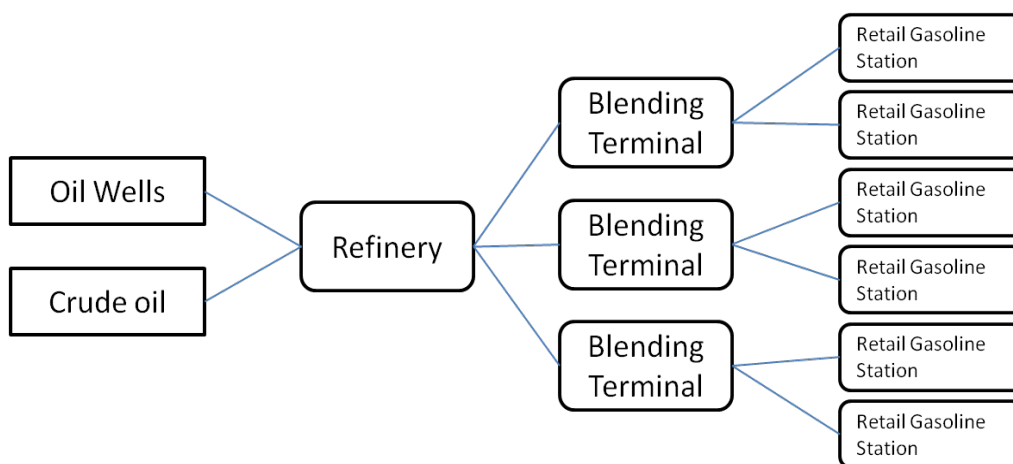 Oil Wells
Crude oil
Refinery
Blending
Terminal
Blending
Terminal
Blending
Terminal
Retail Gasoline
Station
Retail Gasoline
Station
Retail Gasoline
Station
Retail Gasoline
Station
Retail Gasoline
Station
Retail Gasoline
Station